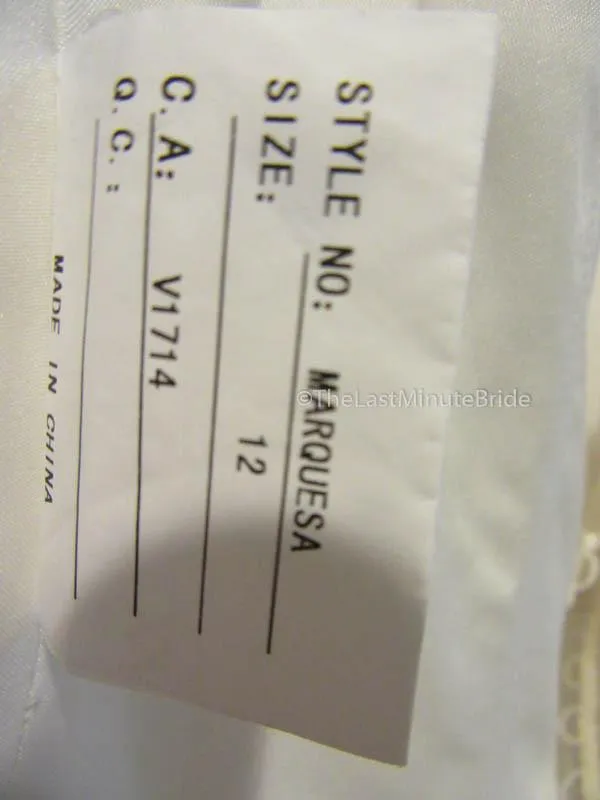 STYLE NO: MARQUESA
SIZE: 12
C.A: V1714
Q.C.:
MADE IN CHINA
©TheLastMinuteBride